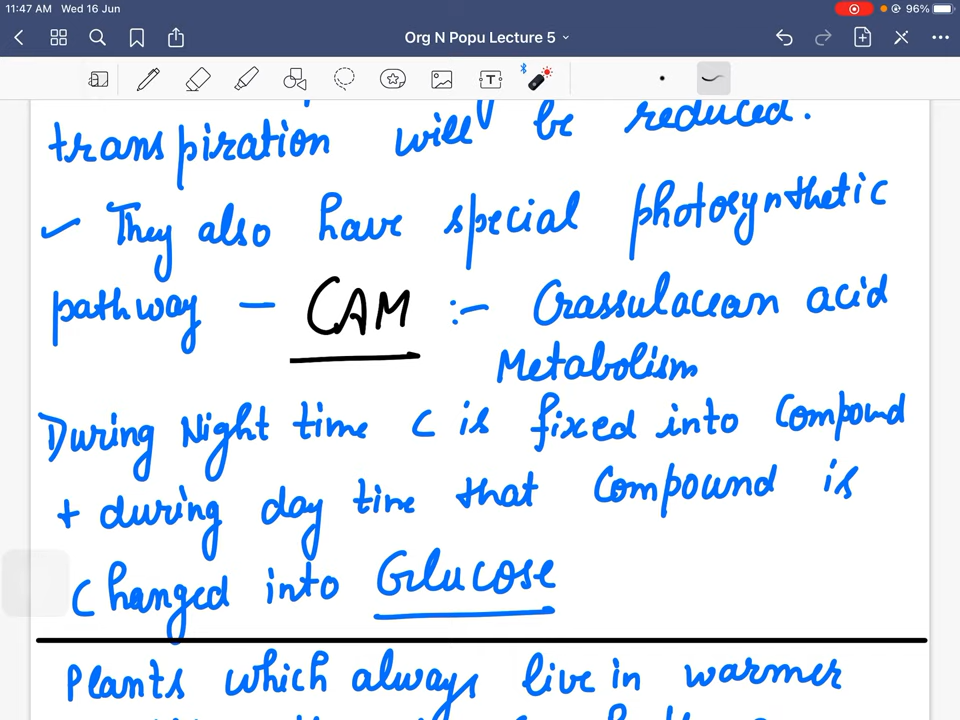 11:47 AM Wed 16 Jun
96%
Org N Popu Lecture 5
T
transpiration will be reduced.
They also have special photosynthetic
pathway — CAM :- Crassulacean acid
Metabolism
During Night time C is fixed into Compound
+ during day time that Compound is
Changed into Glucose
Plants which always live in warmer